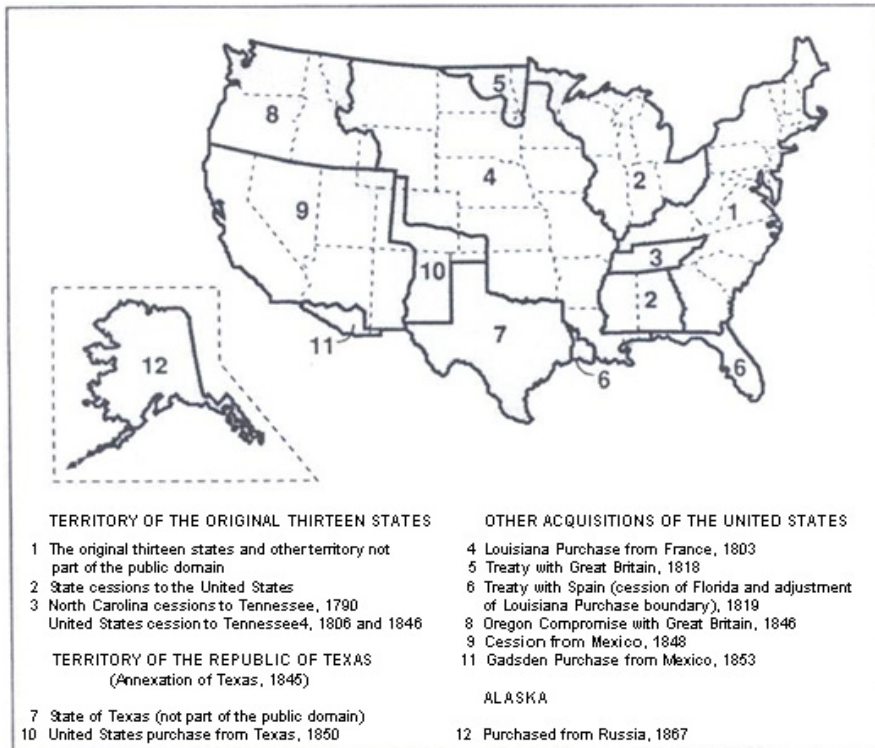 5
8
4
2
9
1
3
10
2
7
11
6
6
12
TERRITORY OF THE ORIGINAL THIRTEEN STATES
1 The original thirteen states and other territory not
part of the public domain
2 State cessions to the United States
3 North Carolina cessions to Tennessee, 1790
United States cession to Tennessee4, 1806 and 1846
TERRITORY OF THE REPUBLIC OF TEXAS
(Annexation of Texas, 1845)
7 State of Texas (not part of the public domain)
10 United States purchase from Texas, 1850
OTHER ACQUISITIONS OF THE UNITED STATES
4 Louisiana Purchase from France, 1803
5 Treaty with Great Britain, 1818
6 Treaty with Spain (cession of Florida and adjustment
of Louisiana Purchase boundary), 1819
8 Oregon Compromise with Great Britain, 1846
9 Cession from Mexico, 1848
11 Gadsden Purchase from Mexico, 1853
ALASKA
12 Purchased from Russia, 1867